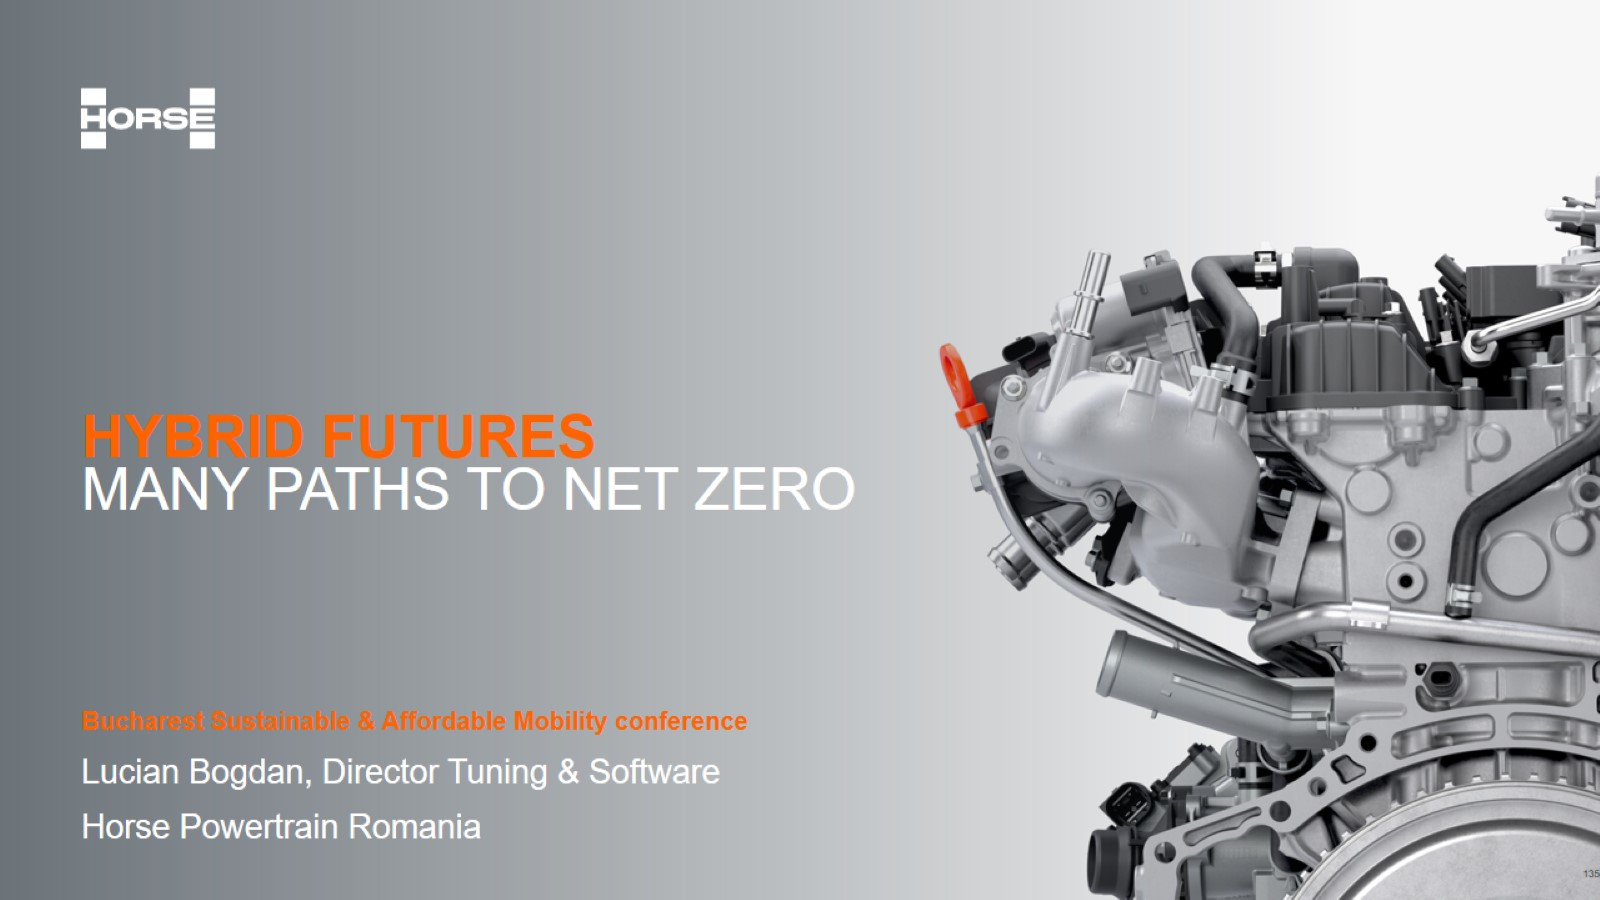 HORSE
HYBRID FUTURES
MANY PATHS TO NET ZERO
Bucharest Sustainable & Affordable Mobility conference
Lucian Bogdan, Director Tuning & Software
Horse Powertrain Romania
135